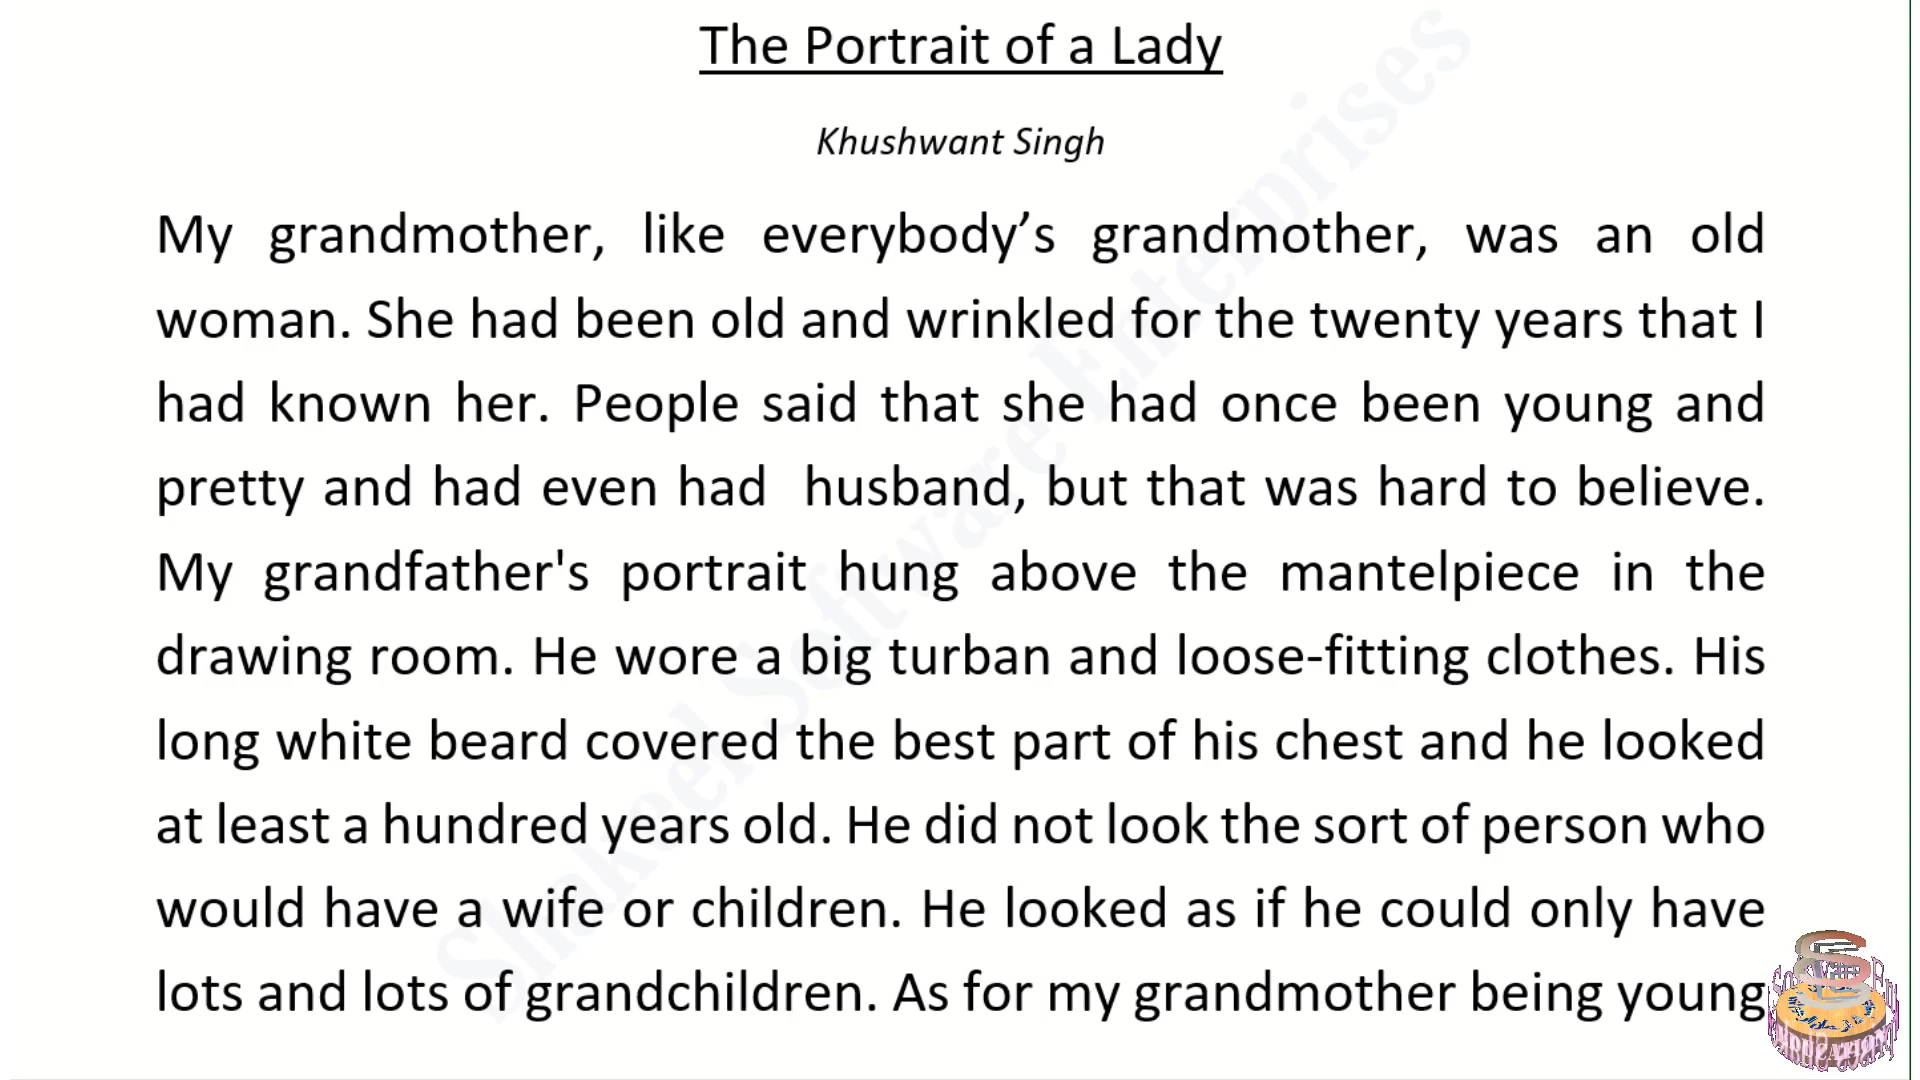 The Portrait of a Lady
Khushwant Singh
My grandmother, like everybody’s grandmother, was an old
woman. She had been old and wrinkled for the twenty years that I
had known her. People said that she had once been young and
pretty and had even had husband, but that was hard to believe.
My grandfather's portrait hung above the mantelpiece in the
drawing room. He wore a big turban and loose-fitting clothes. His
long white beard covered the best part of his chest and he looked
at least a hundred years old. He did not look the sort of person who
would have a wife or children. He looked as if he could only have
lots and lots of grandchildren. As for my grandmother being young
Shakeel Software Enterprises